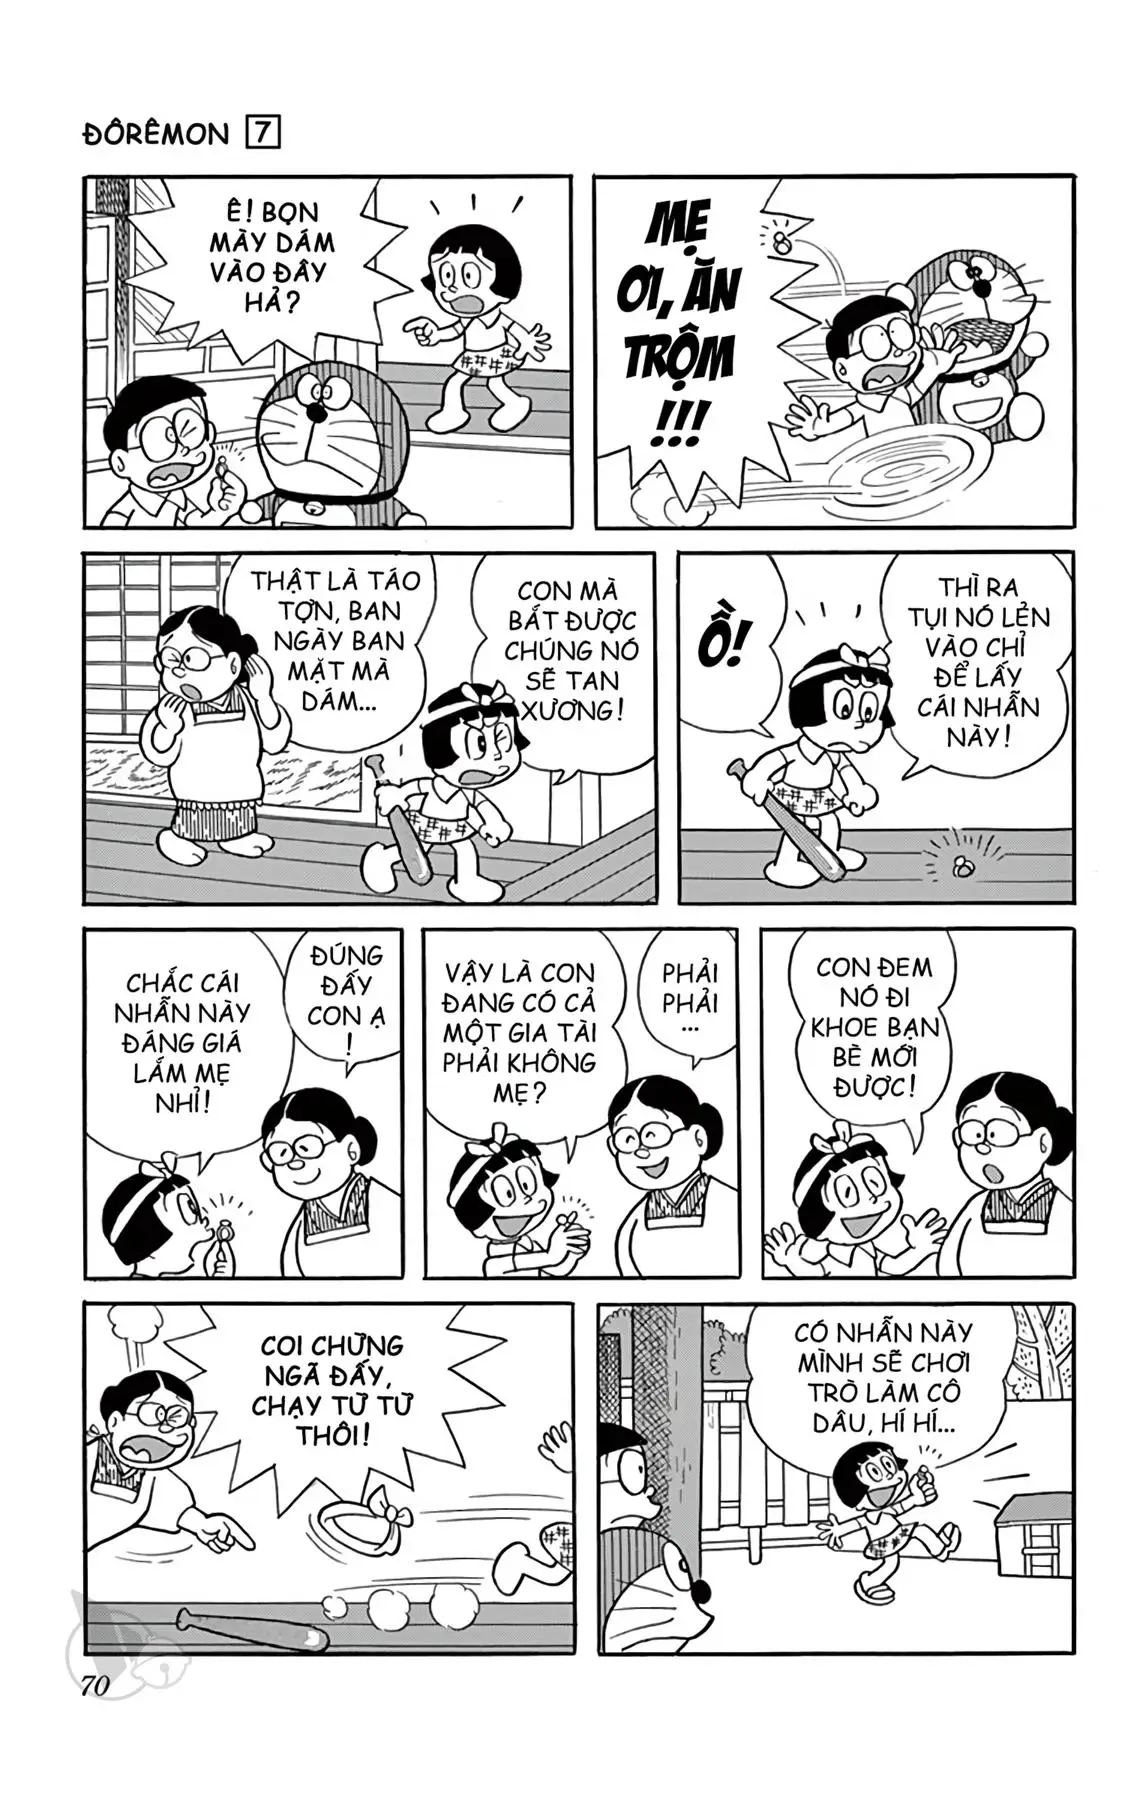 ĐÔRÊMON 7
Ê! BỌN
MÀY DÁM
VÀO ĐÂY
HẢ?
MẸ
ƠI, ĂN
TRỘM
!!!
THẬT LÀ TÁO
TỢN, BAN
NGÀY BAN
MẶT MÀ
DÁM...
CON MÀ
BẮT ĐƯỢC
CHÚNG NÓ
SẼ TAN
XƯƠNG!
Ồ!
THÌ RA
TỤI NÓ LẺN
VÀO CHỈ
ĐỂ LẤY
CÁI NHẪN
NÀY!
CHẮC CÁI
NHẪN NÀY
ĐÁNG GIÁ
LẮM MẸ
NHỈ!
ĐÚNG
ĐẤY
CON Ạ
!
VẬY LÀ CON
ĐANG CÓ CẢ
MỘT GIA TÀI
PHẢI KHÔNG
MẸ?
PHẢI
PHẢI
...
CON ĐEM
NÓ ĐI
KHOE BẠN
BÈ MỚI
ĐƯỢC!
COI CHỪNG
NGÃ ĐẤY,
CHẠY TỪ TỪ
THÔI!
CÓ NHẪN NÀY
MÌNH SẼ CHƠI
TRÒ LÀM CÔ
DÂU, HÍ HÍ...
70